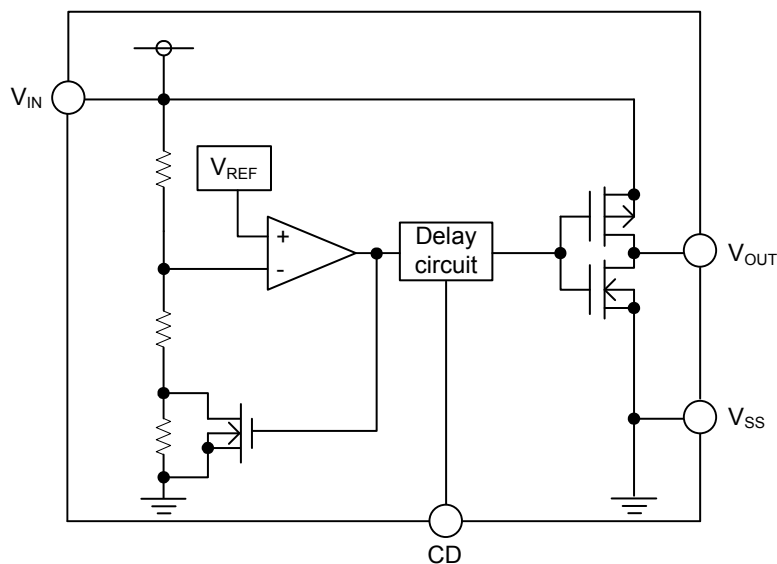 VIN
VREF
+
-
Delay
circuit
VOUT
VSS
CD